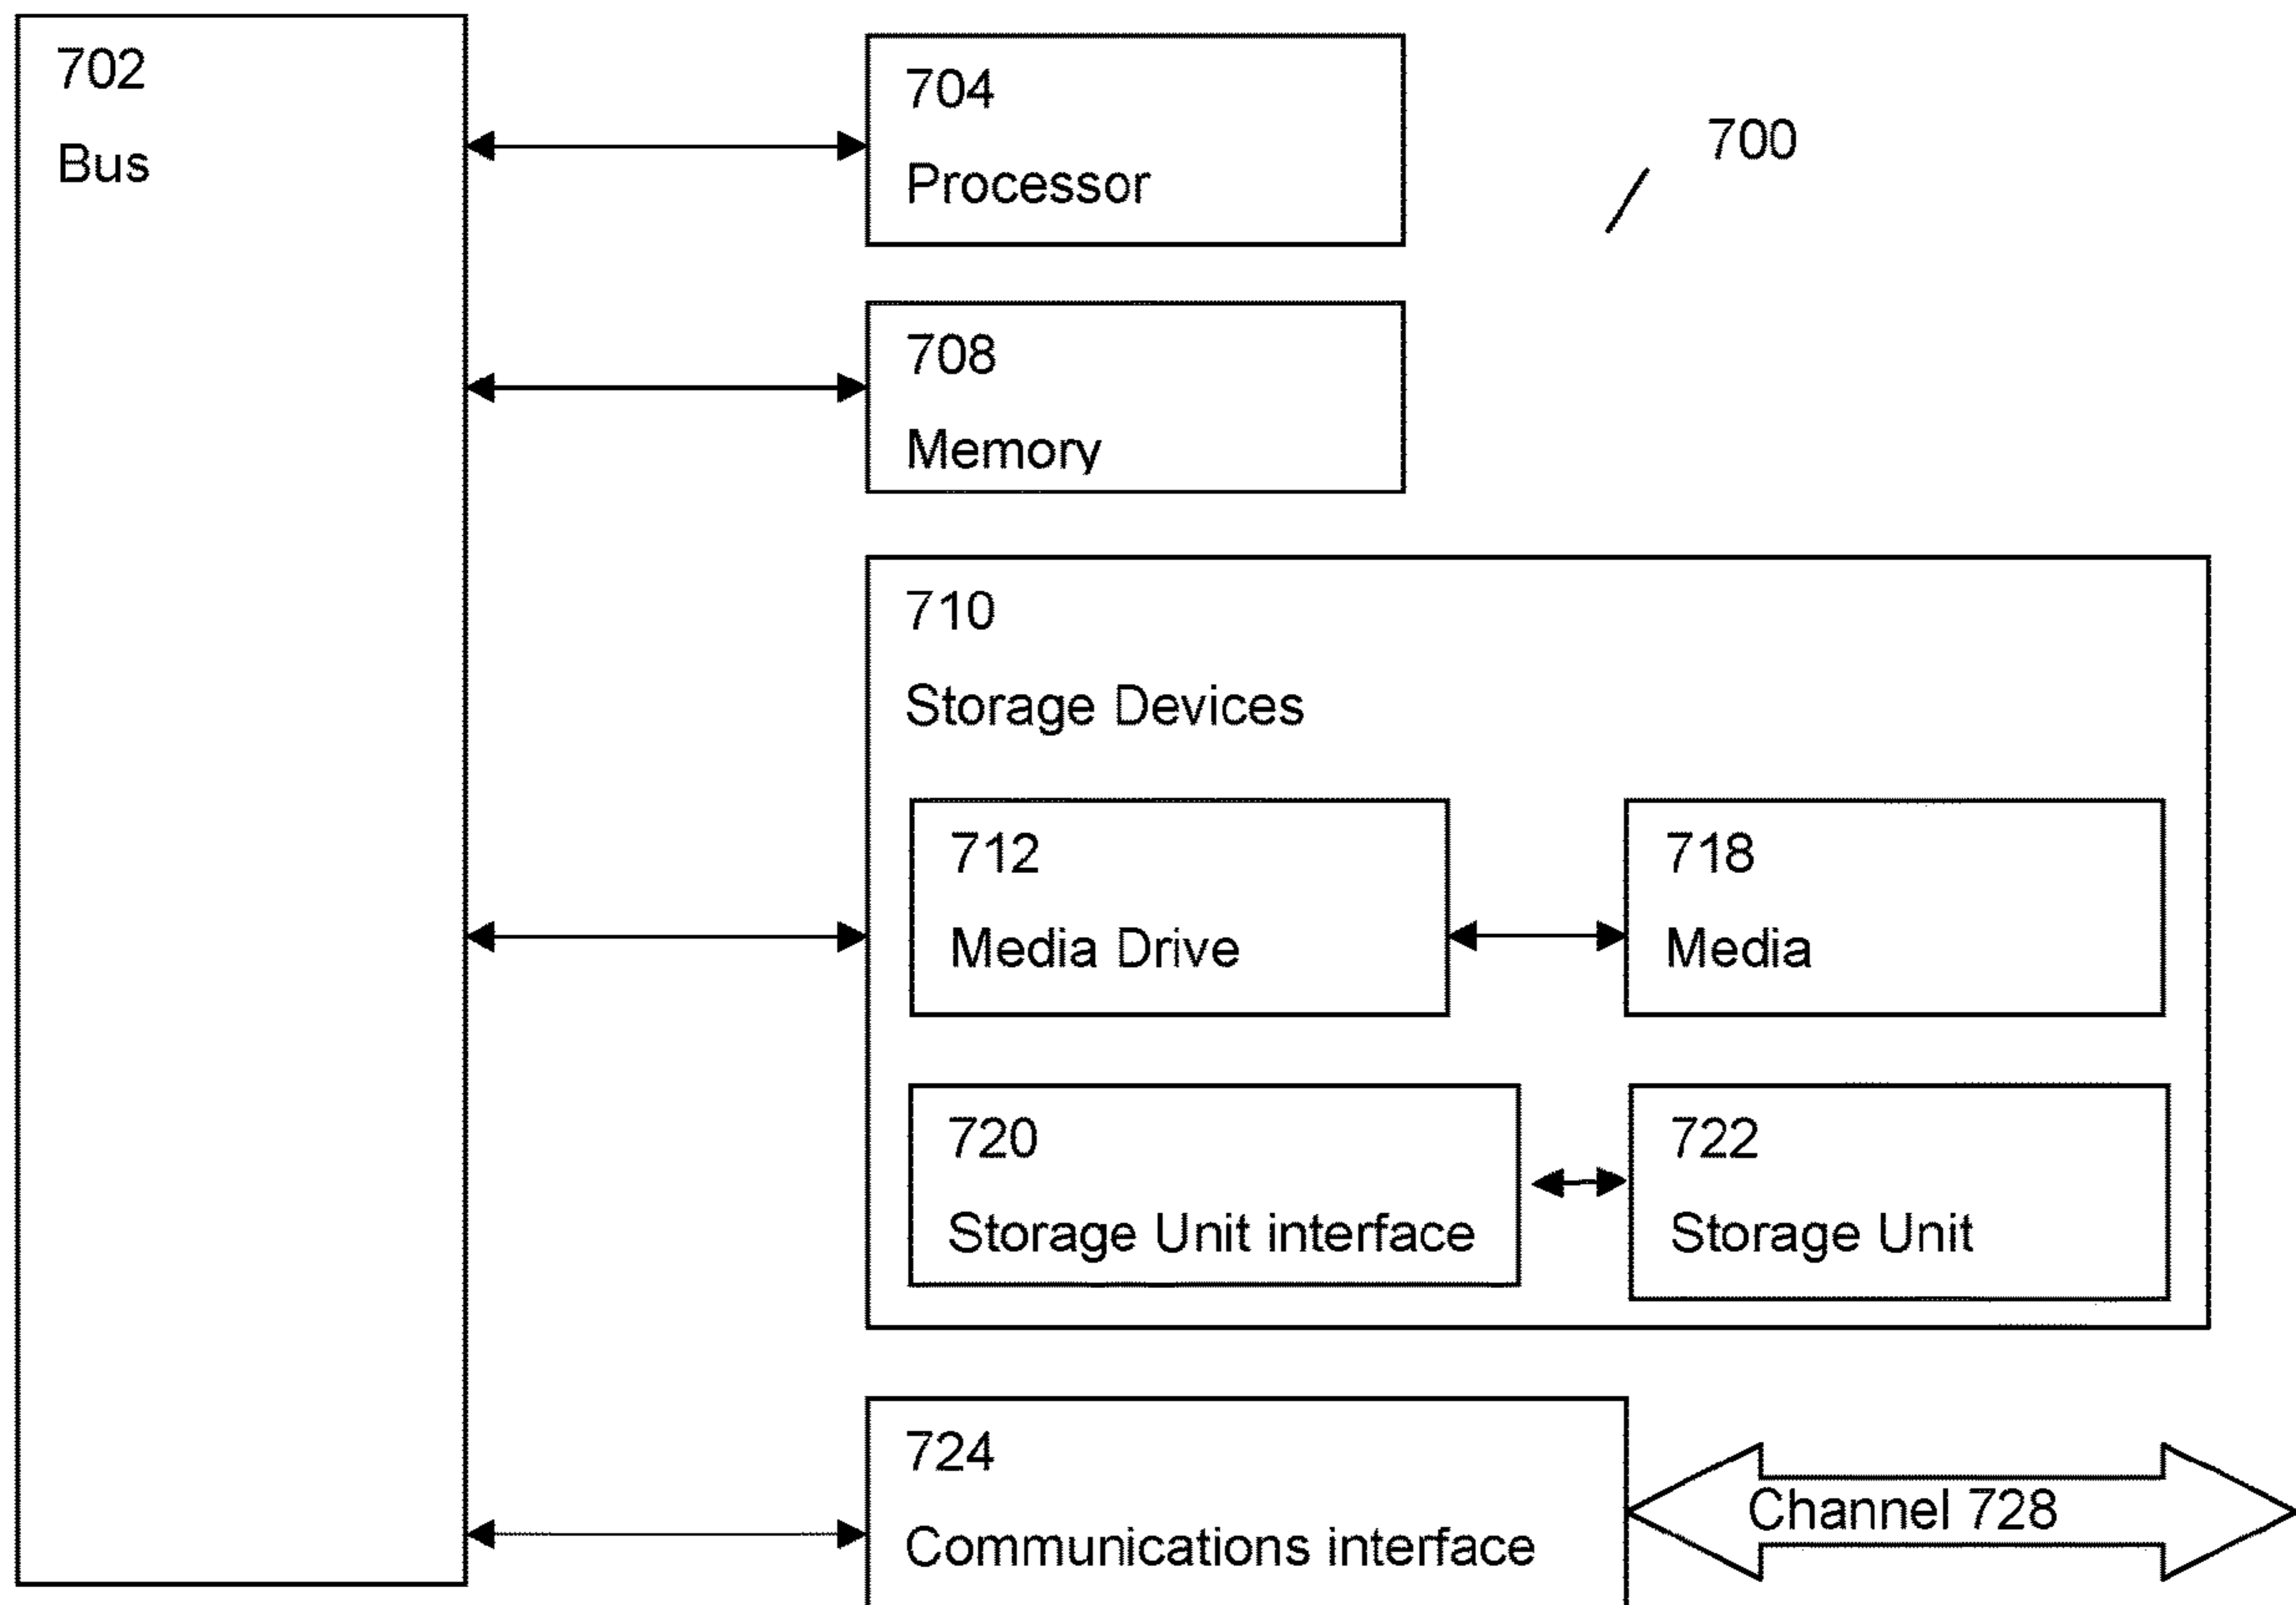 702
Bus
704
Processor
700
708
Memory
710
Storage Devices
712
Media Drive
718
Media
720
Storage Unit interface
722
Storage Unit
724
Communications interface
Channel 728